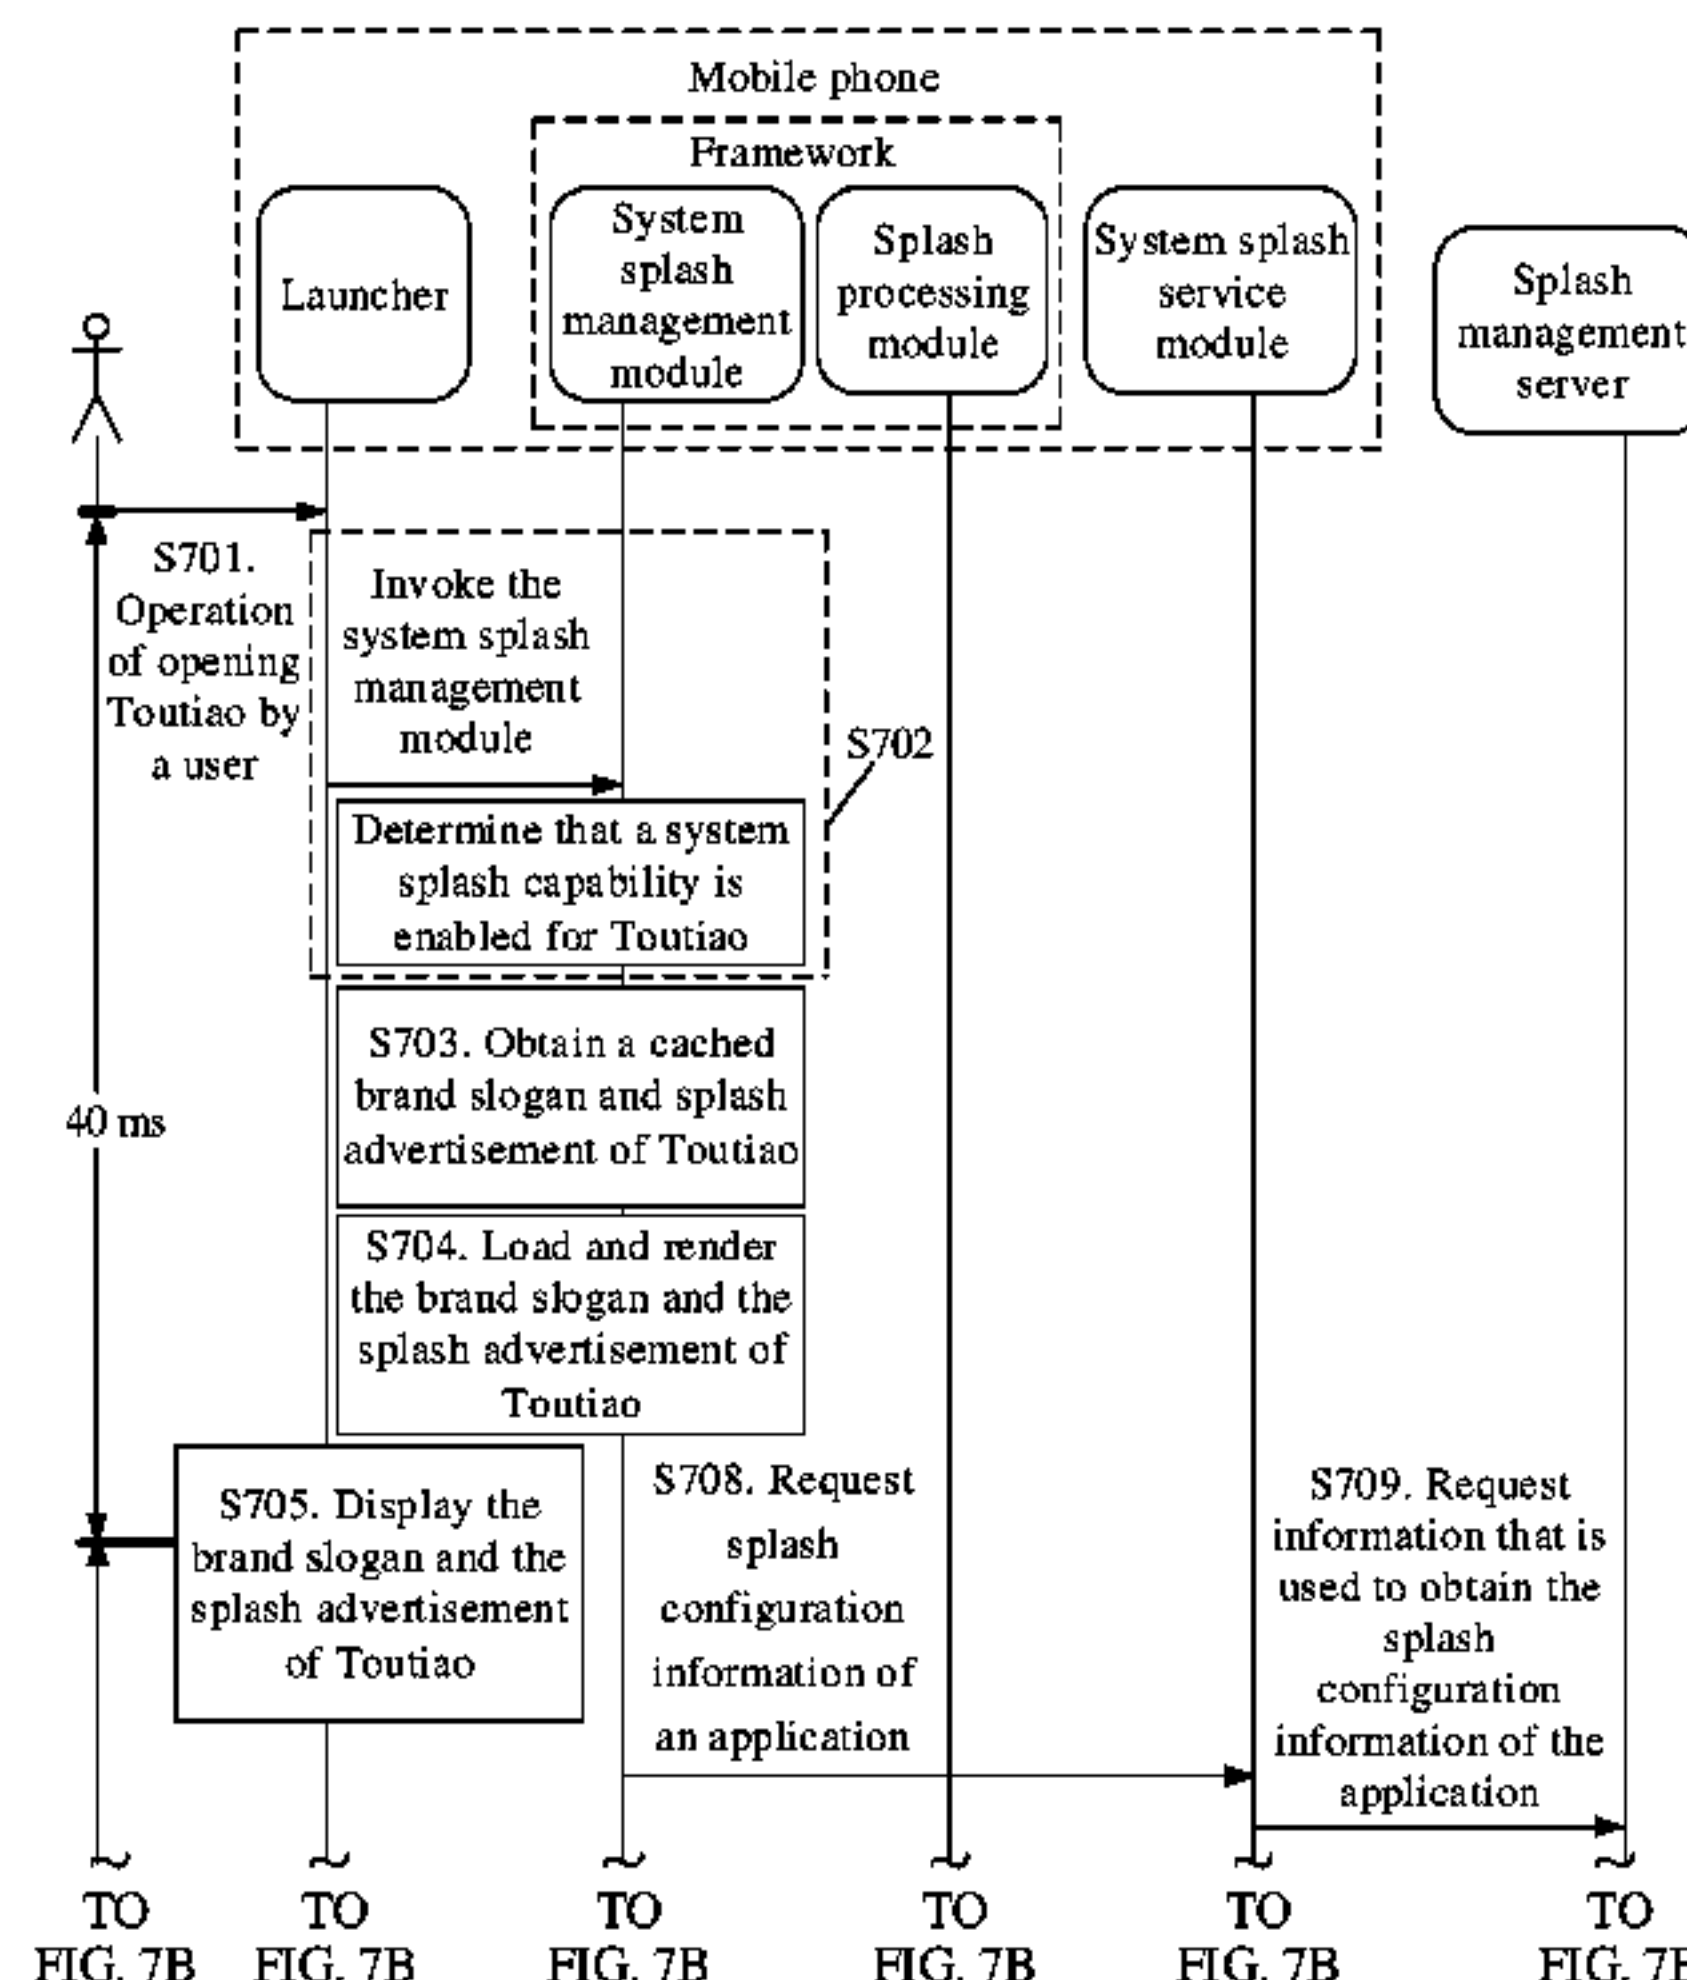 Mobile phone
Framework
Launcher
System
splash
management
module
Splash
processing
module
System splash
service
module
Splash
management
server
S701.
Operation
of opening
Toutiao by
a user
Invoke the
system splash
management
module
S702
Determine that a system
splash capability is
enabled for Toutiao
S703. Obtain a cached
brand slogan and splash
advertisement of Toutiao
40 ms
S704. Load and render
the brand slogan and the
splash advertisement of
Toutiao
S705. Display the
brand slogan and the
splash advertisement
of Toutiao
S708. Request
splash
configuration
information of
an application
S709. Request
information that is
used to obtain the
splash
configuration
information of the
application
TO
FIG. 7B
TO
FIG. 7B
TO
FIG. 7B
TO
FIG. 7B
TO
FIG. 7B
TO
FIG. 7B